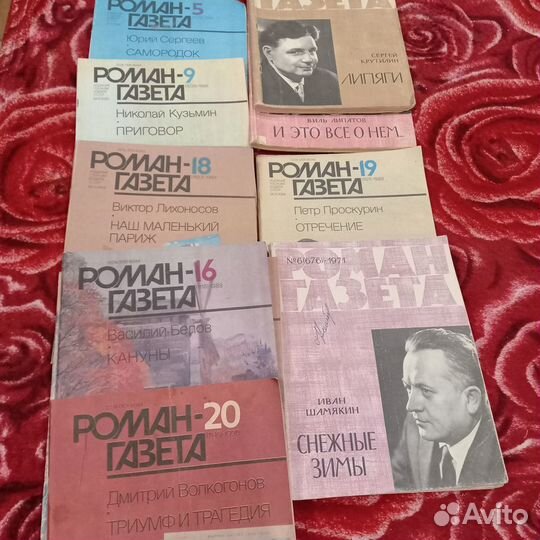 РОМАН-5
ГАЗЕТА
Юрий Сергеев
САМОРОДОК
РОМАН-9
ГАЗЕТА
Николай Кузьмин
ПРИГОВОР
РОМАН-18
ГАЗЕТА
Виктор Лихоносов
НАШ МАЛЕНЬКИЙ
ПАРИЖ
РОМАН-16
ГАЗЕТА
Василий Белов
КАНУНЫ
РОМАН-20
ГАЗЕТА
Дмитрий Волкогонов
ТРИУМФ И ТРАГЕДИЯ
ГАЗЕТА
СЕРГЕЙ
КРУТИЛИН
ЛИПЯГИ
ВИЛЬ ЛИПАТОВ
И ЭТО ВСЕ О НЕМ...
РОМАН-19
ГАЗЕТА
Петр Проскурин
ОТРЕЧЕНИЕ
№6(676)·1971
РОМАН
ГАЗЕТА
ИВАН
ШАМЯКИН
СНЕЖНЫЕ
ЗИМЫ
Avito